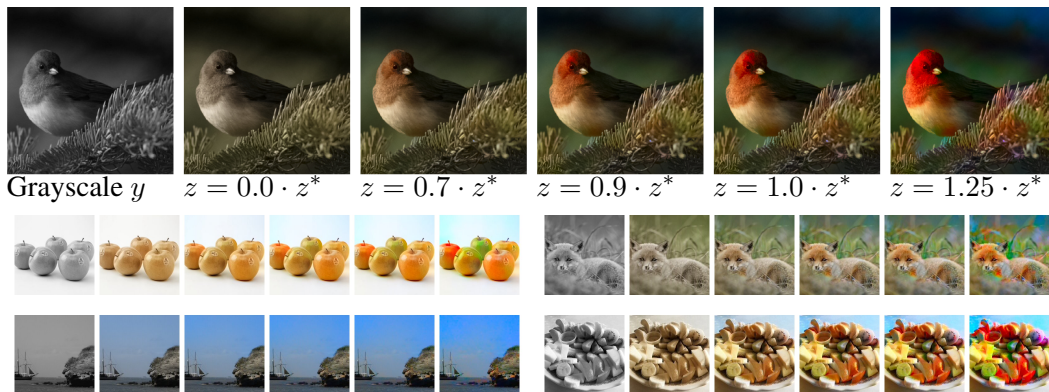 Grayscale y z = 0.0 · z* z = 0.7 · z* z = 0.9 · z* z = 1.0 · z* z = 1.25 · z*